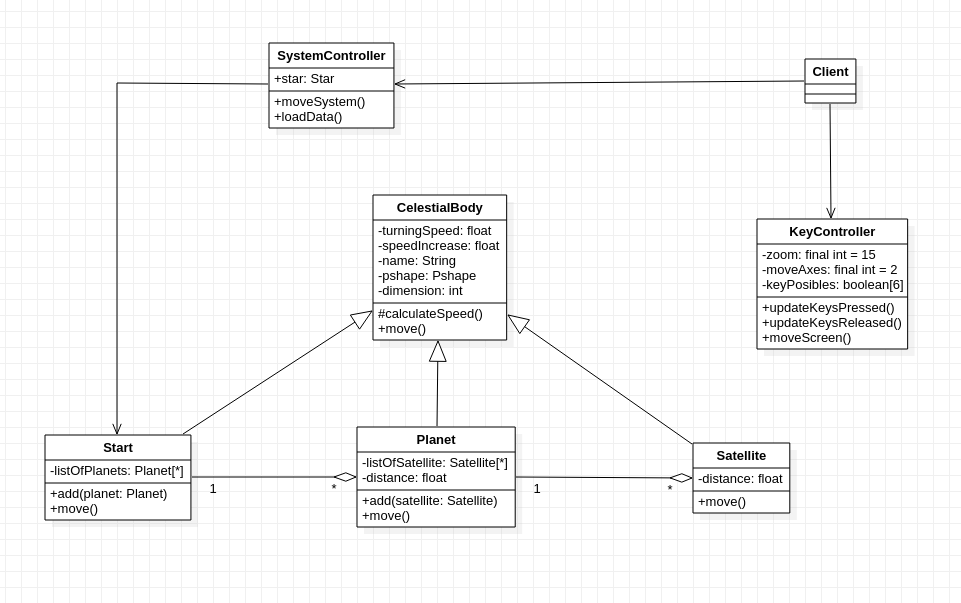 SystemController
+star: Star
+moveSystem()
+loadData()
Client
CelestialBody
-turningSpeed: float
-speedIncrease: float
-name: String
-pshape: Pshape
-dimension: int
#calculateSpeed()
+move()
KeyController
-zoom: final int = 15
-moveAxes: final int = 2
-keyPosibles: boolean[6]
+updateKeysPressed()
+updateKeysReleased()
+moveScreen()
Start
-listOfPlanets: Planet[*]
+add(planet: Planet)
+move()
1
*
Planet
-listOfSatellite: Satellite[*]
-distance: float
+add(satellite: Satellite)
+move()
1
*
Satellite
-distance: float
+move()